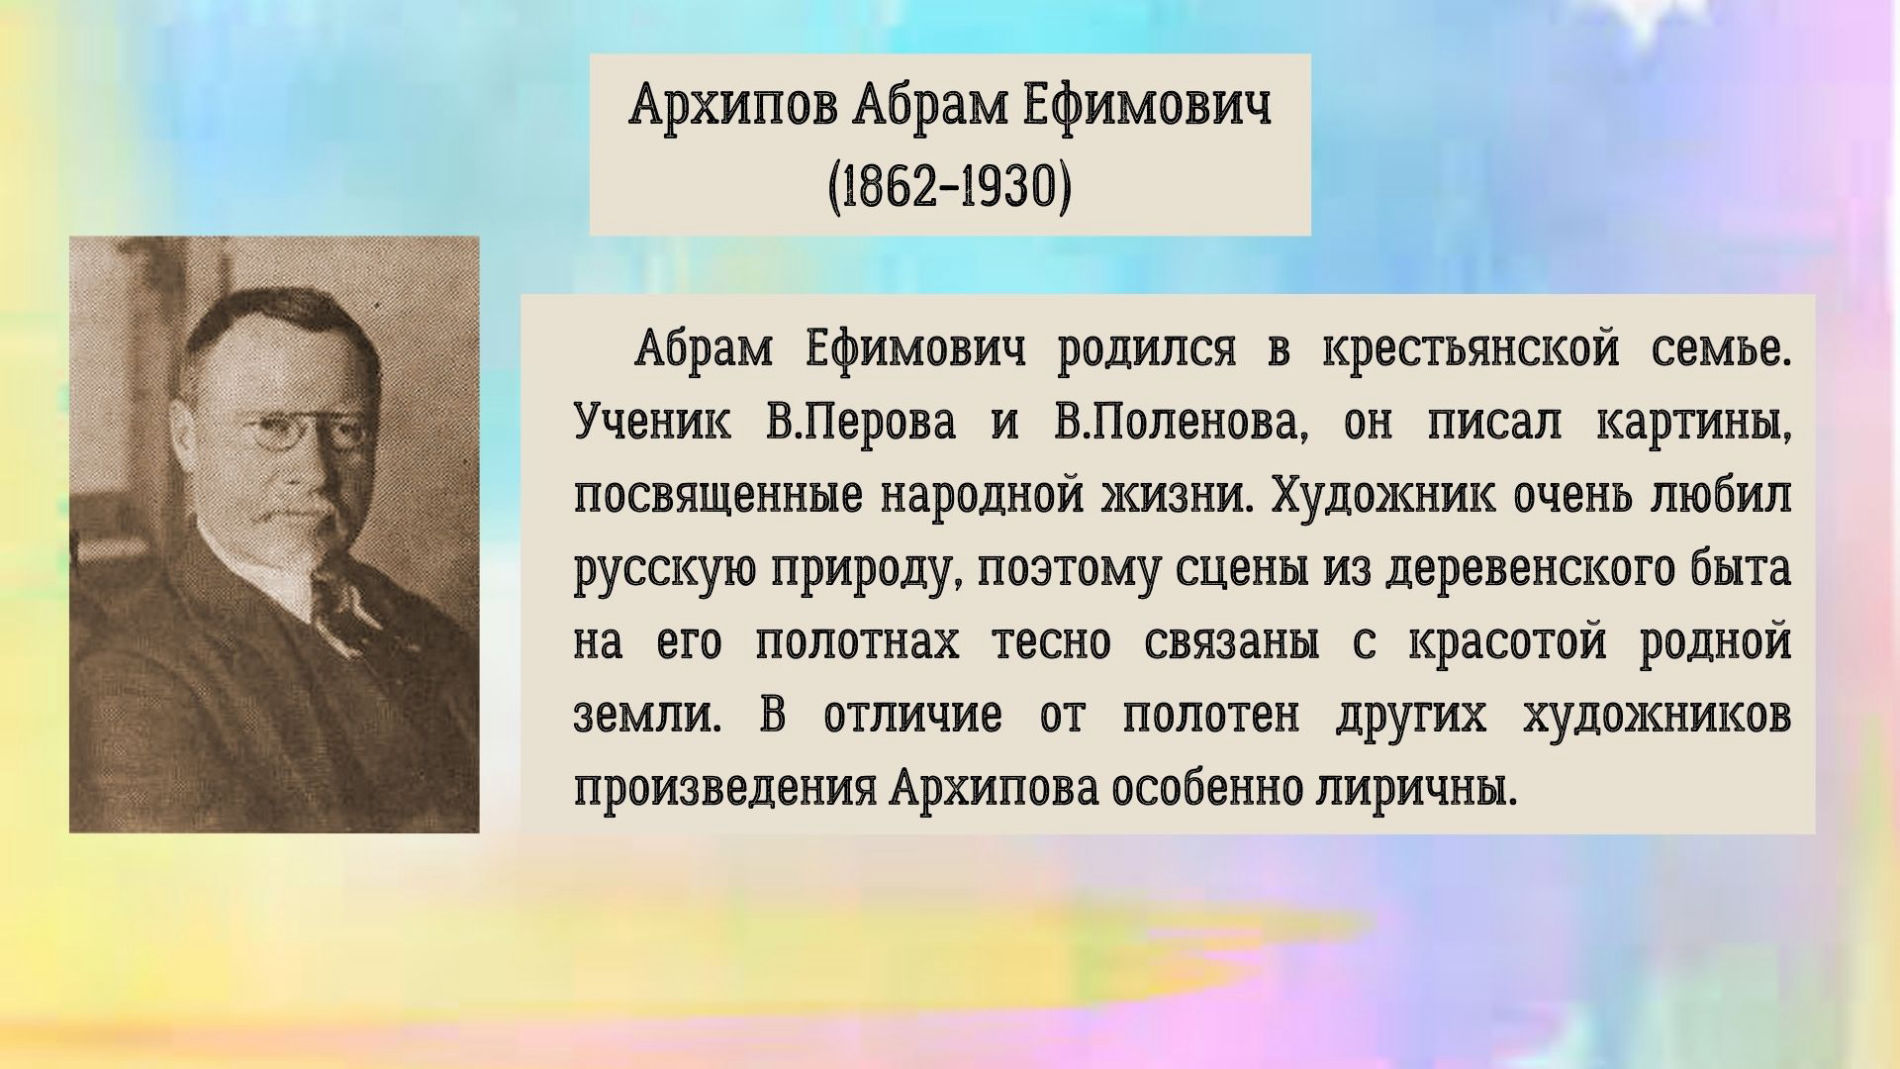 Архипов Абрам Ефимович
(1862-1930)
Абрам Ефимович родился в крестьянской семье.
Ученик В.Перова и В.Поленова, он писал картины,
посвященные народной жизни. Художник очень любил
русскую природу, поэтому сцены из деревенского быта
на его полотнах тесно связаны с красотой родной
земли. В отличие от полотен других художников
произведения Архипова особенно лиричны.